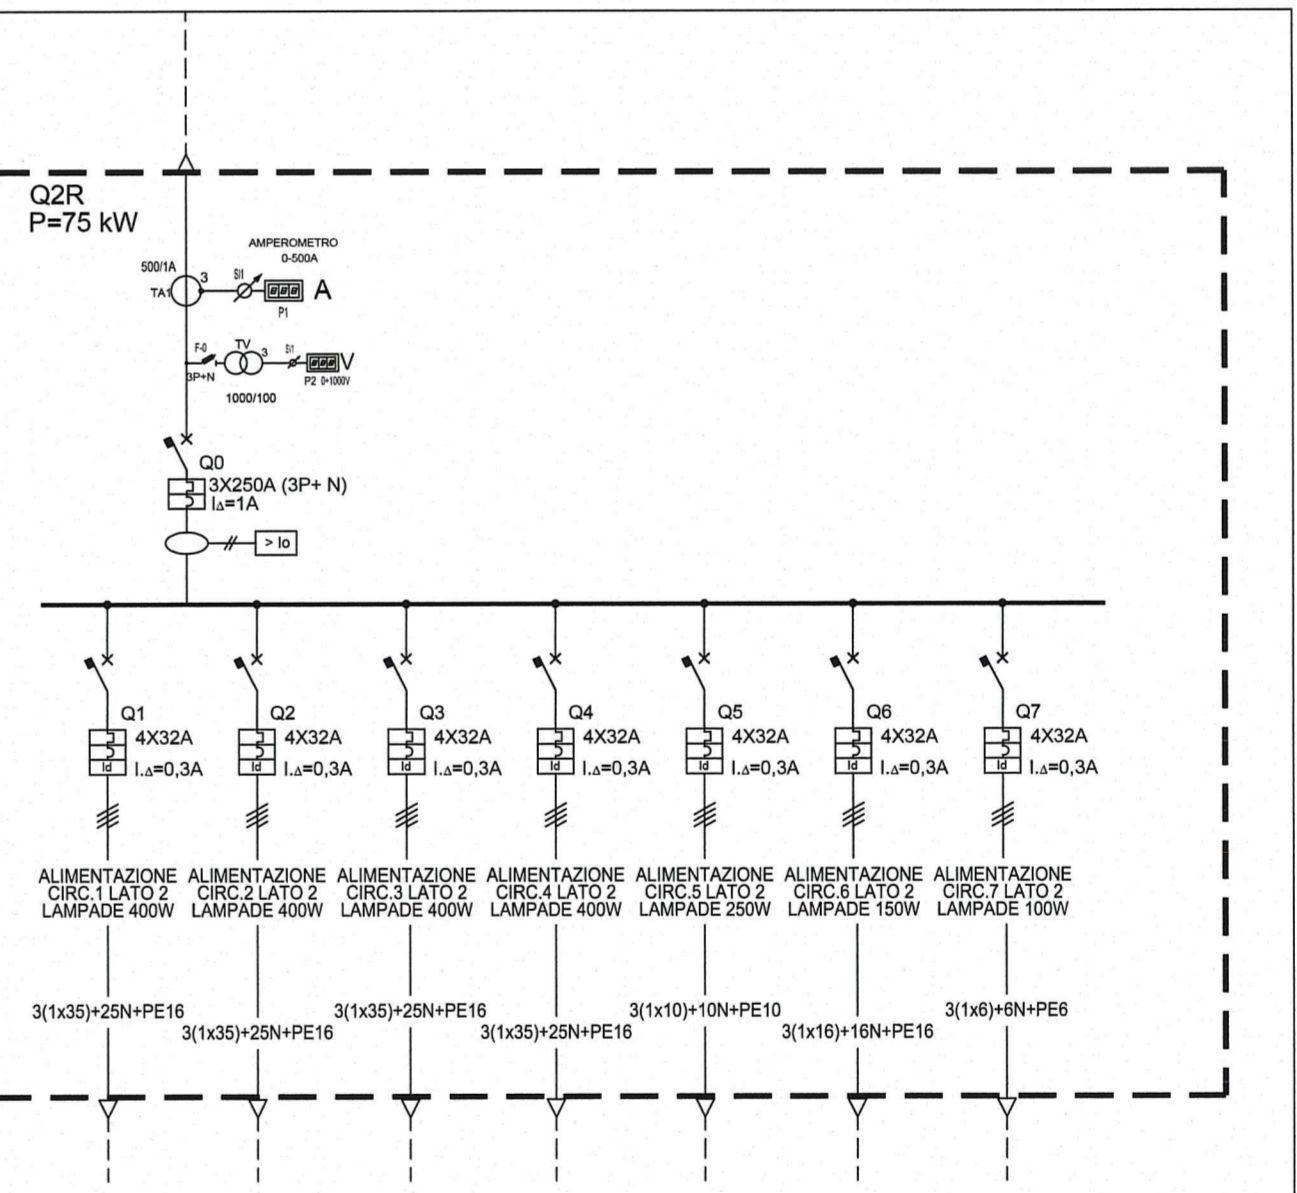 Q2R
P=75 kW
AMPEROMETRO
0-500A
500/1A
3
SI1
A
TA1
P1
F-0
TV
3
SV1
V
3P+N
P2 0+1000V
1000/100
Q0
3X250A (3P+ N)
I∆=1A
> Io
Q1
4X32A
Id
I.∆=0,3A
Q2
4X32A
Id
I.∆=0,3A
Q3
4X32A
Id
I.∆=0,3A
Q4
4X32A
Id
I.∆=0,3A
Q5
4X32A
Id
I.∆=0,3A
Q6
4X32A
Id
I.∆=0,3A
Q7
4X32A
Id
I.∆=0,3A
ALIMENTAZIONE
CIRC.1 LATO 2
LAMPADE 400W
ALIMENTAZIONE
CIRC.2 LATO 2
LAMPADE 400W
ALIMENTAZIONE
CIRC.3 LATO 2
LAMPADE 400W
ALIMENTAZIONE
CIRC.4 LATO 2
LAMPADE 400W
ALIMENTAZIONE
CIRC.5 LATO 2
LAMPADE 250W
ALIMENTAZIONE
CIRC.6 LATO 2
LAMPADE 150W
ALIMENTAZIONE
CIRC.7 LATO 2
LAMPADE 100W
3(1x35)+25N+PE16
3(1x35)+25N+PE16
3(1x35)+25N+PE16
3(1x35)+25N+PE16
3(1x10)+10N+PE10
3(1x16)+16N+PE16
3(1x6)+6N+PE6